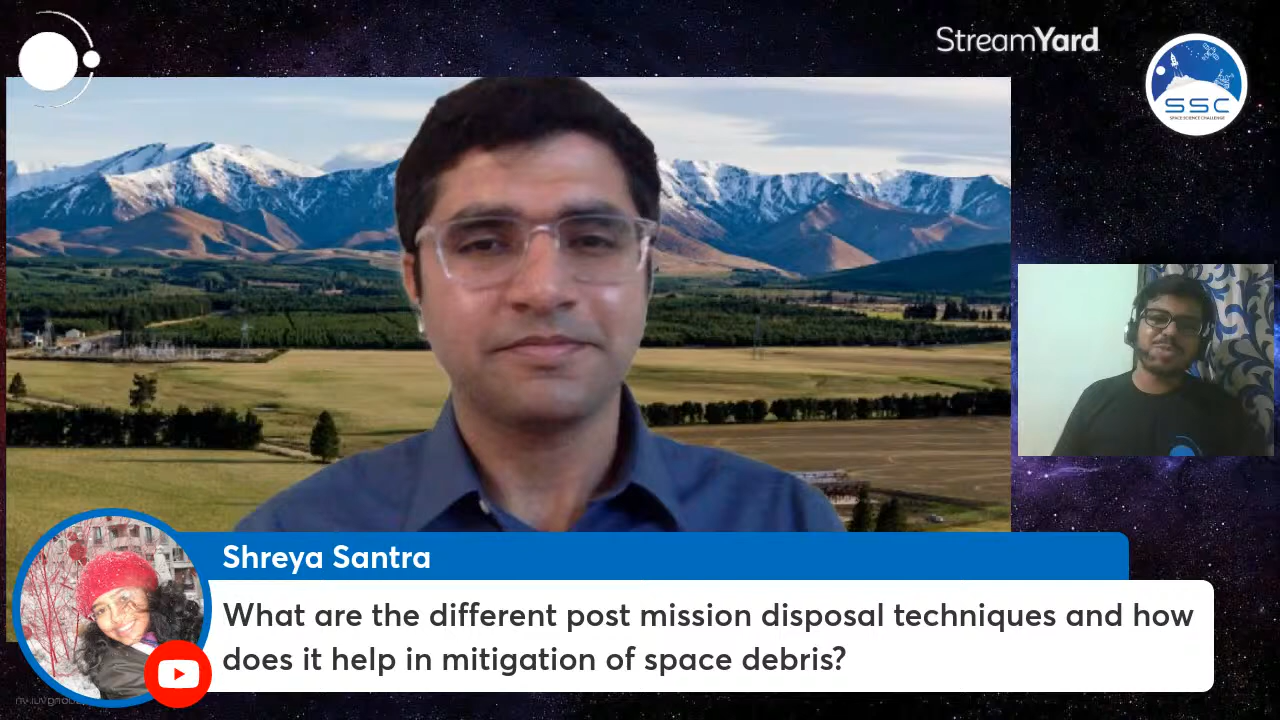 StreamYard
SSC
SPACE SCIENCE CHALLENGE
Shreya Santra
What are the different post mission disposal techniques and how
does it help in mitigation of space debris?